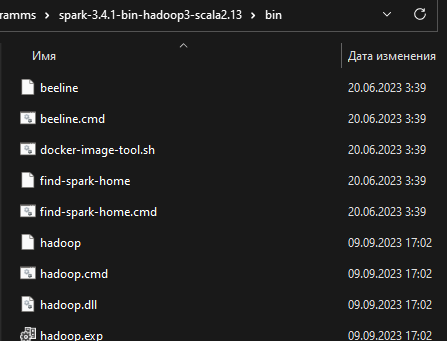 ramms > spark-3.4.1-bin-hadoop3-scala2.13 > bin
Имя Дата изменения
beeline 20.06.2023 3:39
beeline.cmd 20.06.2023 3:39
docker-image-tool.sh 20.06.2023 3:39
find-spark-home 20.06.2023 3:39
find-spark-home.cmd 20.06.2023 3:39
hadoop 09.09.2023 17:02
hadoop.cmd 09.09.2023 17:02
hadoop.dll 09.09.2023 17:02
hadoop.exp 09.09.2023 17:02